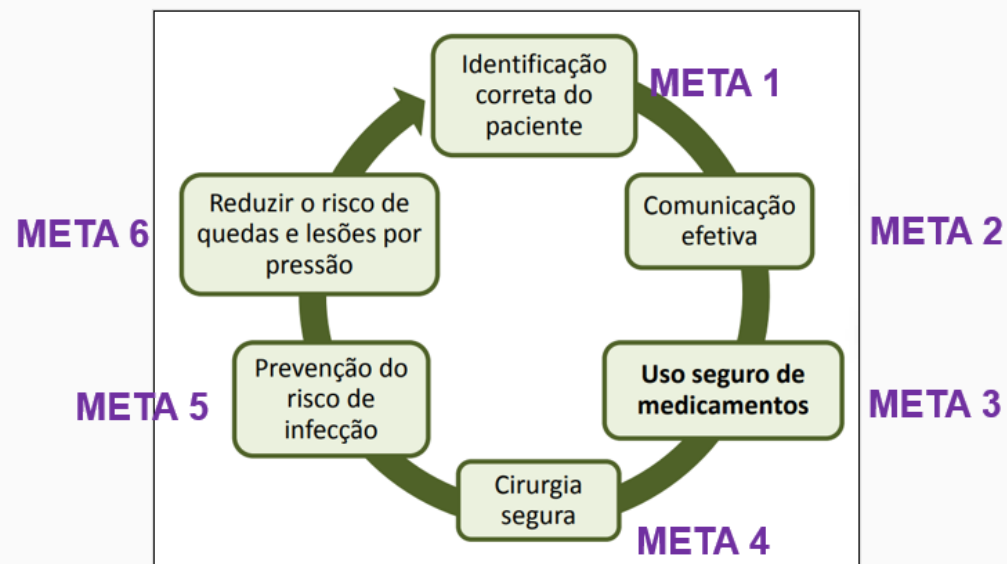 Identificação
correta do
paciente
META 1
Comunicação
efetiva
META 2
Uso seguro de
medicamentos
META 3
Cirurgia
segura
META 4
Prevenção do
risco de
infecção
META 5
Reduzir o risco de
quedas e lesões por
pressão
META 6